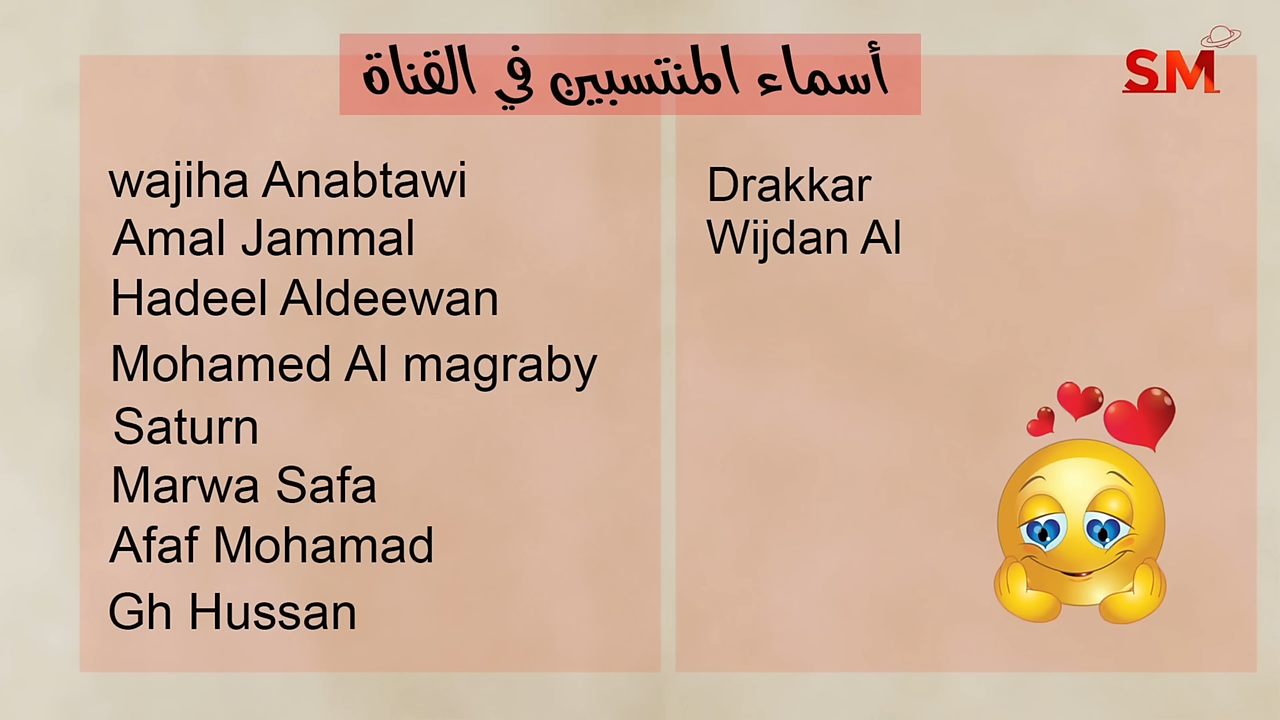 أسماء المنتسبين في القناة
SM
wajiha Anabtawi
Amal Jammal
Hadeel Aldeewan
Mohamed Al magraby
Saturn
Marwa Safa
Afaf Mohamad
Gh Hussan
Drakkar
Wijdan Al